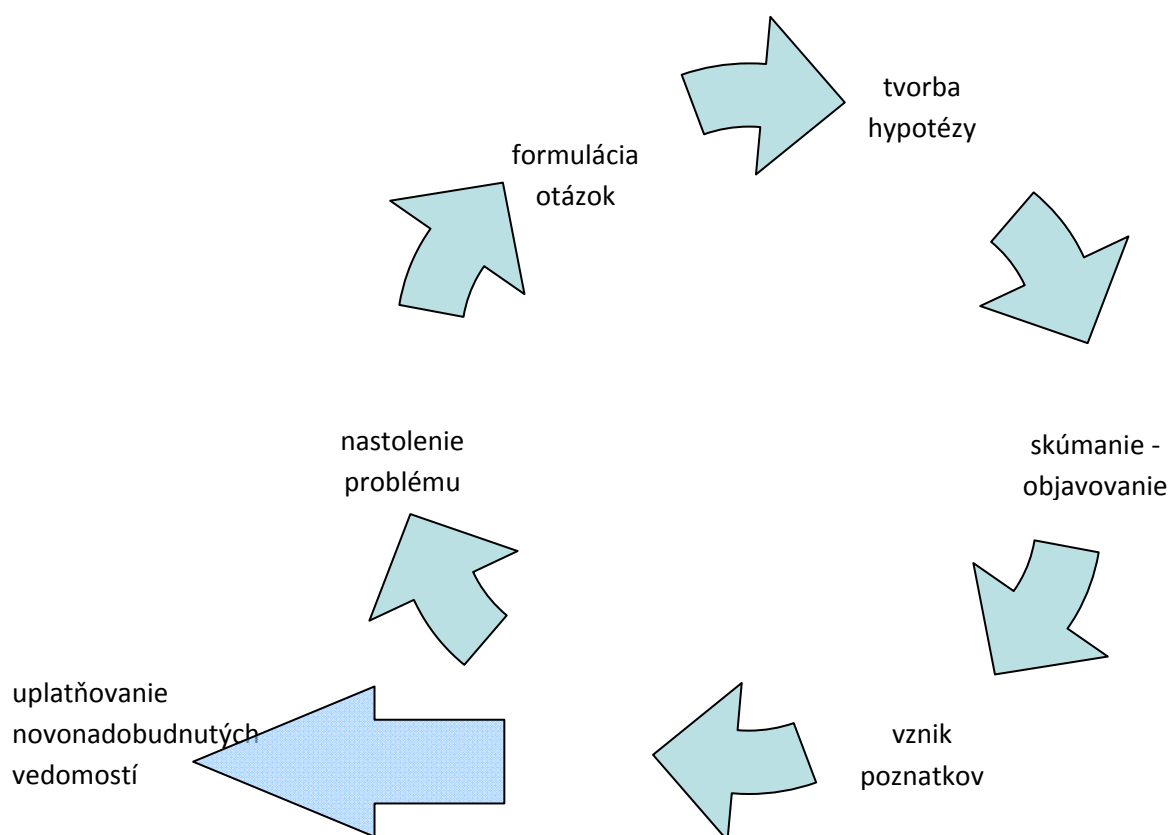 tvorba
hypotézy
formulácia
otázok
nastolenie
problému
skúmanie -
objavovanie
uplatňovanie
novonadobudnutých
vedomostí
vznik
poznatkov